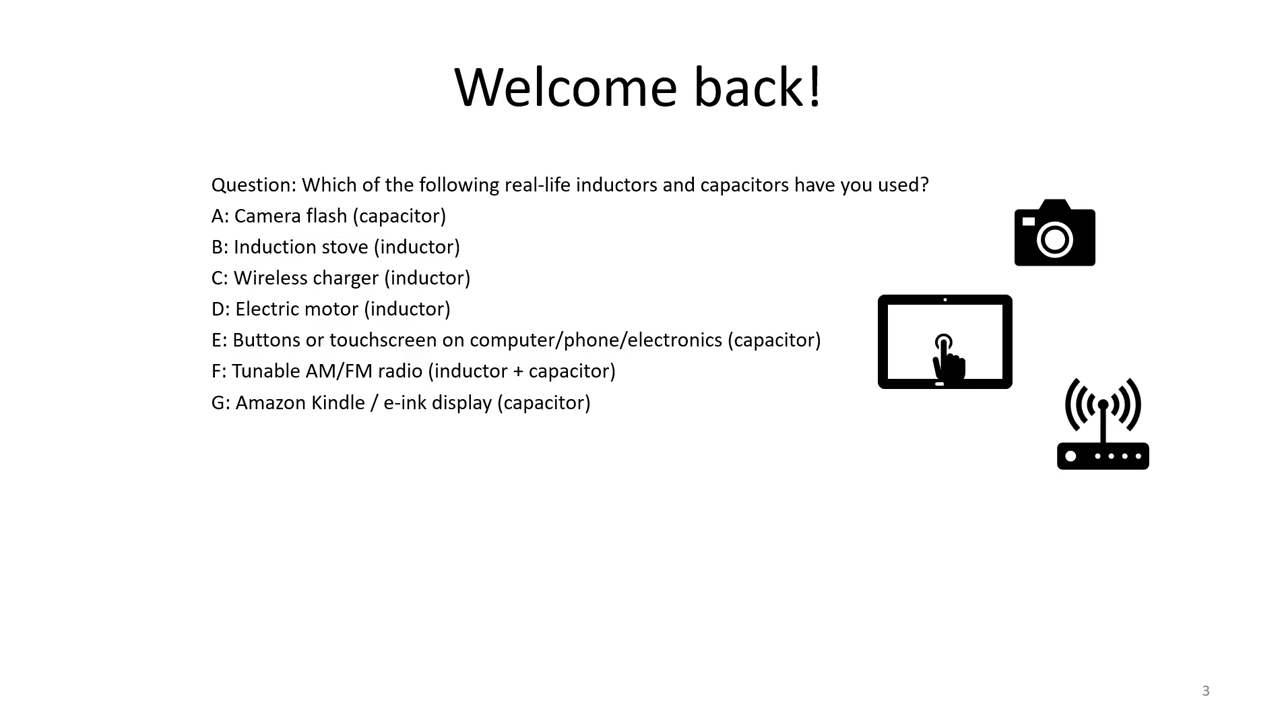 Welcome back!
Question: Which of the following real-life inductors and capacitors have you used?
A: Camera flash (capacitor)
B: Induction stove (inductor)
C: Wireless charger (inductor)
D: Electric motor (inductor)
E: Buttons or touchscreen on computer/phone/electronics (capacitor)
F: Tunable AM/FM radio (inductor + capacitor)
G: Amazon Kindle / e-ink display (capacitor)
3